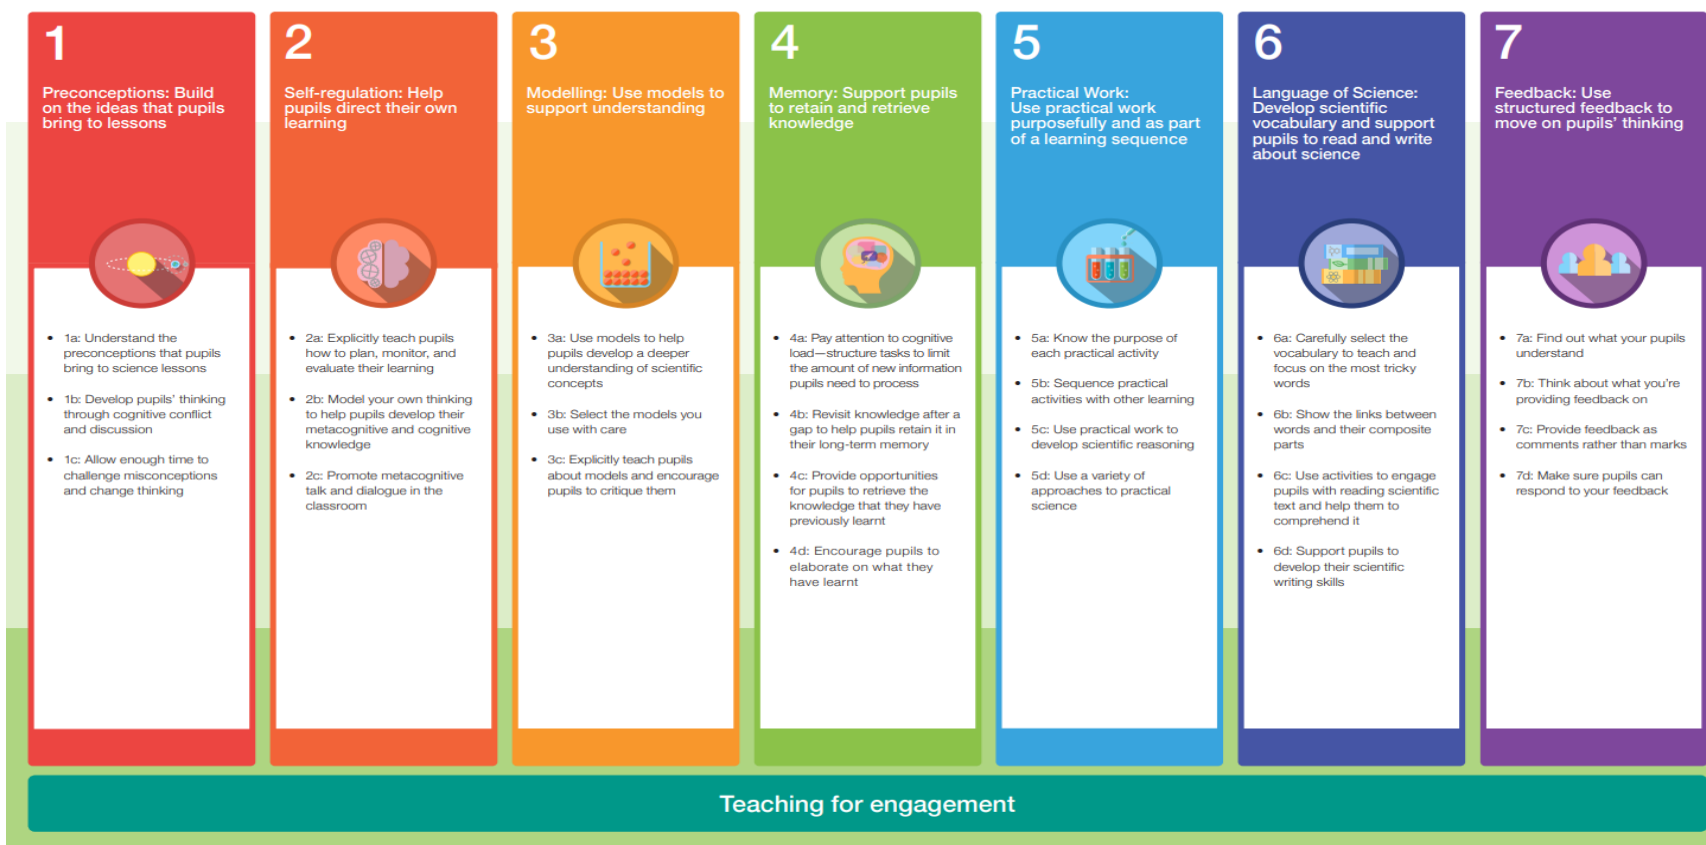 1
Preconceptions: Build
on the ideas that pupils
bring to lessons
• 1a: Understand the
preconceptions that pupils
bring to science lessons
• 1b: Develop pupils' thinking
through cognitive conflict
and discussion
• 1c: Allow enough time to
challenge misconceptions
and change thinking
2
Self-regulation: Help
pupils direct their own
learning
• 2a: Explicitly teach pupils
how to plan, monitor, and
evaluate their learning
• 2b: Model your own thinking
to help pupils develop their
metacognitive and cognitive
knowledge
• 2c: Promote metacognitive
talk and dialogue in the
classroom
3
Modelling: Use models to
support understanding
• 3a: Use models to help
pupils develop a deeper
understanding of scientific
concepts
• 3b: Select the models you
use with care
• 3c: Explicitly teach pupils
about models and encourage
pupils to critique them
4
Memory: Support pupils
to retain and retrieve
knowledge
• 4a: Pay attention to cognitive
load—structure tasks to limit
the amount of new information
pupils need to process
• 4b: Revisit knowledge after a
gap to help pupils retain it in
their long-term memory
• 4c: Provide opportunities
for pupils to retrieve the
knowledge that they have
previously learnt
• 4d: Encourage pupils to
elaborate on what they
have learnt
5
Practical Work:
Use practical work
purposefully and as part
of a learning sequence
• 5a: Know the purpose of
each practical activity
• 5b: Sequence practical
activities with other learning
• 5c: Use practical work to
develop scientific reasoning
• 5d: Use a variety of
approaches to practical
science
6
Language of Science:
Develop scientific
vocabulary and support
pupils to read and write
about science
• 6a: Carefully select the
vocabulary to teach and
focus on the most tricky
words
• 6b: Show the links between
words and their composite
parts
• 6c: Use activities to engage
pupils with reading scientific
text and help them to
comprehend it
• 6d: Support pupils to
develop their scientific
writing skills
7
Feedback: Use
structured feedback to
move on pupils' thinking
• 7a: Find out what your pupils
understand
• 7b: Think about what you're
providing feedback on
• 7c: Provide feedback as
comments rather than marks
• 7d: Make sure pupils can
respond to your feedback
Teaching for engagement